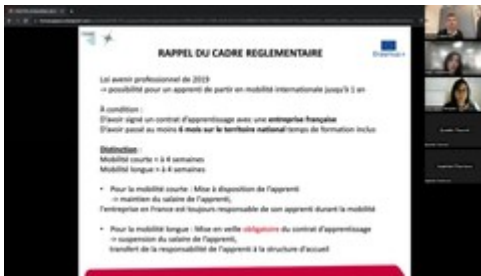 RAPPEL DU CADRE REGLEMENTAIRE
Erasmus+
Loi avenir professionnel de 2019
-> possibilité pour un apprenti de partir en mobilité internationale jusqu'à 1 an
À condition :
D'avoir signé un contrat d'apprentissage avec une entreprise française
D'avoir passé au moins 6 mois sur le territoire national temps de formation inclus
Distinction :
Mobilité courte = à 4 semaines
Mobilité longue = à 4 semaines
• Pour la mobilité courte : Mise à disposition de l'apprenti
-> maintien du salaire de l'apprenti,
l'entreprise en France est toujours responsable de son apprenti durant la mobilité
• Pour la mobilité longue : Mise en veille obligatoire du contrat d'apprentissage
-> suspension du salaire de l'apprenti,
transfert de la responsabilité de l'apprenti à la structure d'accueil